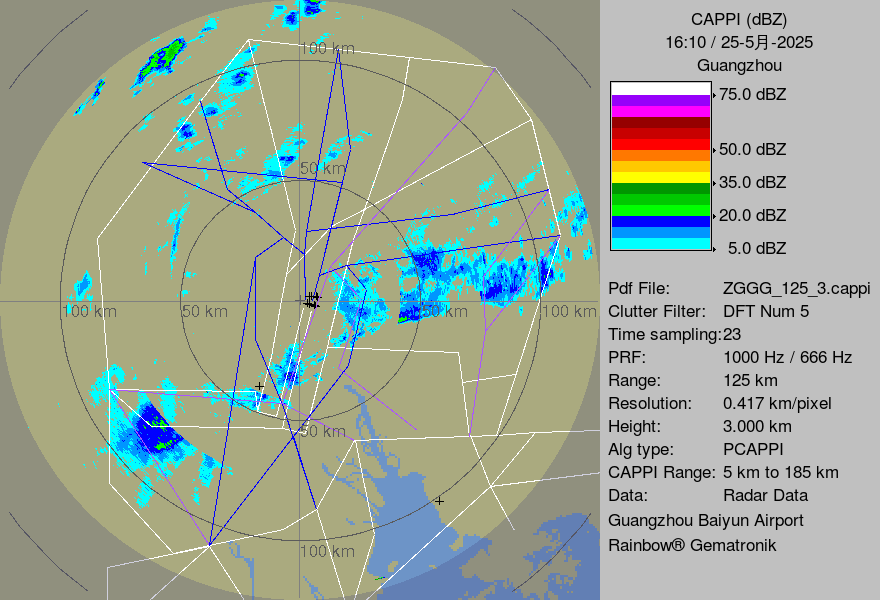 CAPPI (dBZ)
16:10 / 25-5月-2025
Guangzhou
75.0 dBZ
50.0 dBZ
35.0 dBZ
20.0 dBZ
5.0 dBZ
Pdf File: ZGGG_125_3.cappi
Clutter Filter: DFT Num 5
Time sampling:23
PRF: 1000 Hz / 666 Hz
Range: 125 km
Resolution: 0.417 km/pixel
Height: 3.000 km
Alg type: PCAPPI
CAPPI Range: 5 km to 185 km
Data: Radar Data
Guangzhou Baiyun Airport
Rainbow® Gematronik
100 km
50 km
100 km
50 km
50 km
100 km
50 km
100 km